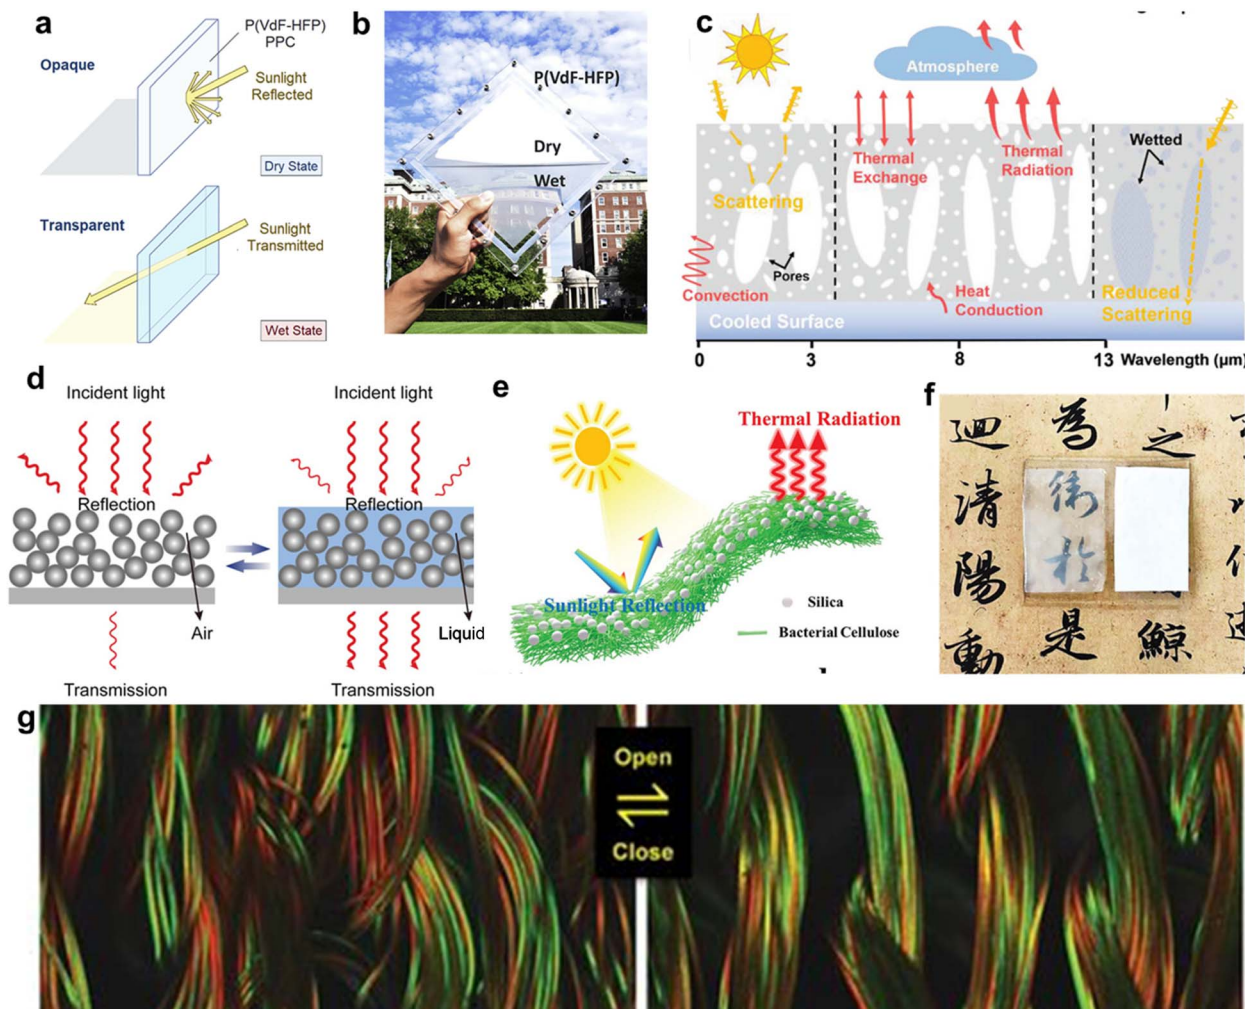 a
P(VdF-HFP)
PPC
Opaque
Sunlight
Reflected
Dry State
Transparent
Sunlight
Transmitted
Wet State
b
P(VdF-HFP)
Dry
Wet
c
Atmosphere
Thermal
Exchange
Thermal
Radiation
Wetted
Scattering
Pores
Convection
Heat
Conduction
Reduced
Scattering
Cooled Surface
0
3
8
13
Wavelength (μm)
d
Incident light
Incident light
Reflection
Reflection
Air
Liquid
Transmission
Transmission
e
Thermal Radiation
Sunlight Reflection
Silica
Bacterial Cellulose
f
迴清陽動
為
是
之
鯨
g
Open
Close